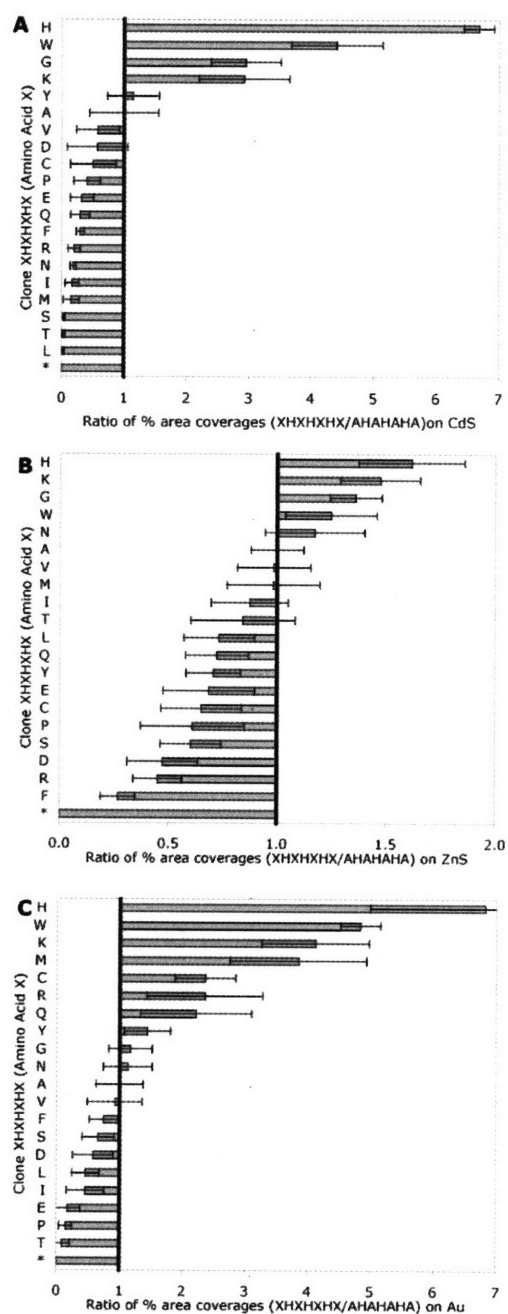 A
Clone XHXHXHX (Amino Acid X)
H
W
G
K
Y
A
V
D
C
P
E
Q
F
R
N
I
M
S
T
L
*
0 1 2 3 4 5 6 7
Ratio of % area coverages (XHXHXHX/AHAHAHA)on CdS
B
Clone XHXHXHX (Amino Acid X)
H
K
G
W
N
A
V
M
I
T
L
Q
Y
E
C
P
S
D
R
F
*
0.0 0.5 1.0 1.5 2.0
Ratio of % area coverages (XHXHXHX/AHAHAHA) on ZnS
C
Clone XHXHXHX (Amino Acid X)
H
W
K
M
C
R
Q
Y
G
N
A
V
F
S
D
L
I
E
P
T
*
0 1 2 3 4 5 6 7
Ratio of % area coverages (XHXHXHX/AHAHAHA) on Au